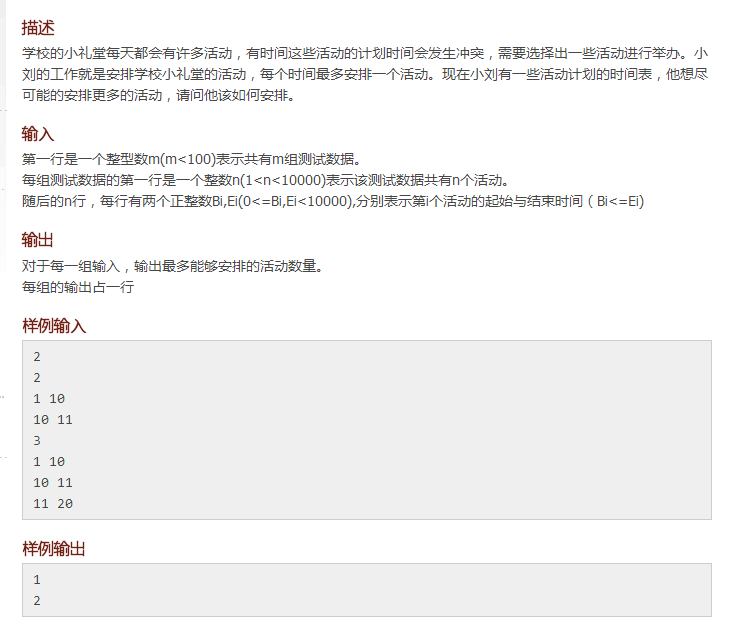 描述
学校的小礼堂每天都会有许多活动，有时间这些活动的计划时间会发生冲突，需要选择出一些活动进行举办。小
刘的工作就是安排学校小礼堂的活动，每个时间最多安排一个活动。现在小刘有一些活动计划的时间表，他想尽
可能的安排更多的活动，请问他该如何安排。
输入
第一行是一个整型数m(m<100)表示共有m组测试数据。
每组测试数据的第一行是一个整数n(1<n<10000)表示该测试数据共有n个活动。
随后的n行，每行有两个正整数Bi,Ei(0<=Bi,Ei<10000),分别表示第i个活动的起始与结束时间（Bi<=Ei)
输出
对于每一组输入，输出最多能够安排的活动数量。
每组的输出占一行
样例输入
2
2
1 10
10 11
3
1 10
10 11
11 20
样例输出
1
2